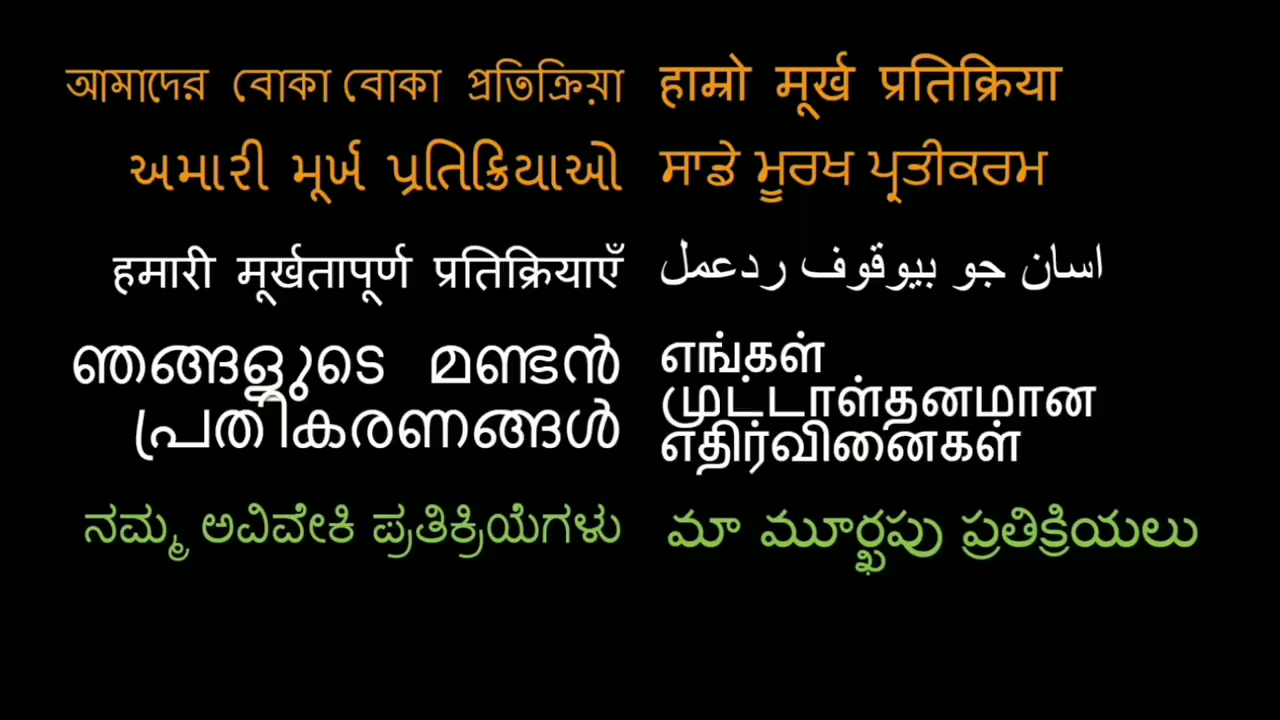 আমাদের বোকা বোকা প্রতিক্রিয়া
हाम्रो मूर्ख प्रतिक्रिया
અમારી મૂર્ખ પ્રતિક્રિયાઓ
ਸਾਡੇ ਮੂਰਖ ਪ੍ਰਤੀਕਰਮ
हमारी मूर्खतापूर्ण प्रतिक्रियाएँ
اسان جو بيوقوف ردعمل
ഞങ്ങളുടെ മണ്ടൻ
പ്രതികരണങ്ങൾ
எங்கள்
முட்டாள்தனமான
எதிர்வினைகள்
ನಮ್ಮ ಅವಿವೇಕಿ ಪ್ರತಿಕ್ರಿಯೆಗಳು
మా మూర్ఖపు ప్రతిక్రియలు